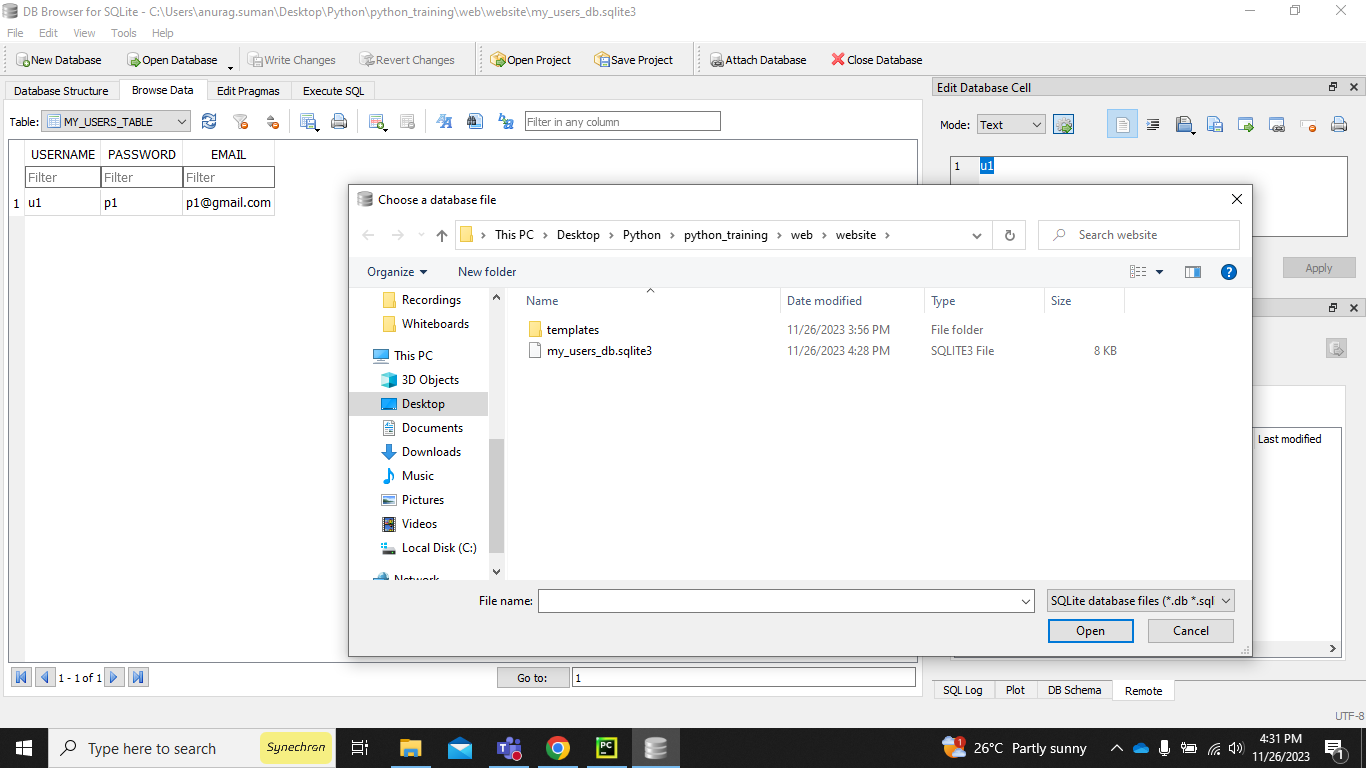 DB Browser for SQLite - C:\Users\anurag.suman\Desktop\Python\python_training\web\website\my_users_db.sqlite3
File Edit View Tools Help
New Database Open Database Write Changes Revert Changes Open Project Save Project Attach Database Close Database
Database Structure Browse Data Edit Pragmas Execute SQL
Edit Database Cell
Table: MY_USERS_TABLE Filter in any column
Mode: Text
USERNAME PASSWORD EMAIL
Filter Filter Filter
1 u1 p1 p1@gmail.com
1 u1
Apply
Choose a database file
This PC Desktop Python python_training web website
Search website
Organize New folder
Recordings
Whiteboards
This PC
3D Objects
Desktop
Documents
Downloads
Music
Pictures
Videos
Local Disk (C:)
Network
Name Date modified Type Size
templates 11/26/2023 3:56 PM File folder
my_users_db.sqlite3 11/26/2023 4:28 PM SQLITE3 File 8 KB
File name: SQLite database files (*.db *.sql
Open Cancel
Last modified
1 - 1 of 1 Go to: 1
SQL Log Plot DB Schema Remote
UTF-8
Type here to search Synechron
26°C Partly sunny
4:31 PM
11/26/2023
1